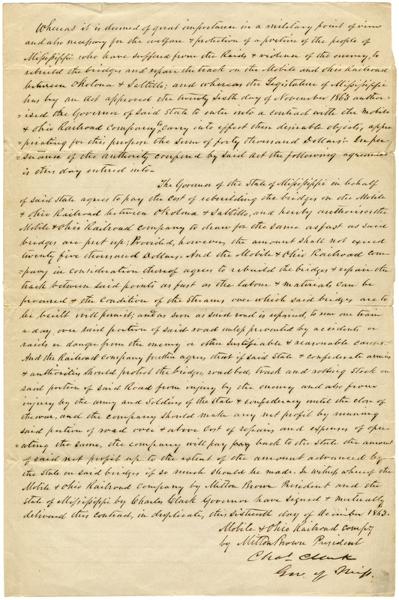 Whereas it is deemed of great importance in a military point of view
and also necessary for the welfare & protection of a portion of the people of
Mississippi who have suffered from the Raids & violence of the enemy, to
rebuild the bridges and repair the track on the Mobile and Ohio Railroad
between Okolona & Saltillo, and whereas the Legislature of Mississippi
has by an Act approved the twenty sixth day of November 1863 author-
ised the Governor of said State to enter into a contract with the Mobile
& Ohio Railroad Company, "carry into effect these desirable objects, appro-
priating for this purpose the sum of forty thousand Dollars: In pur-
suance of the authority conferred by said Act the following agreement
is this day entered into
The Governor of the State of Mississippi in behalf
of said State agrees to pay the cost of rebuilding the bridges on the Mobile
& Ohio Railroad between Okolona & Saltillo, and hereby authorises the
Mobile & Ohio Railroad company to draw for the same as fast as said
bridges are put up: Provided, however, the amount shall not exceed
twenty five thousand Dollars. And the Mobile & Ohio Railroad com-
pany in consideration thereof agrees to rebuild the bridges & repair the
track between said points as fast as the labour & materials can be
procured & the condition of the streams over which said bridges are to
be built will permit; and as soon as said road is repaired, to run one train
a day over said portion of said road unless prevented by accidents or
raids or danger from the enemy or other justifiable & reasonable causes.
And the Railroad company further agrees, that if said State & confederate armies
& authorities should protect the bridges, road bed, track and rolling stock on
said portion of said Road from injury by the enemy and also from
injury by the army and soldiers of the State & confederacy until the close of
the war, and the company should make any net profit by running
said portion of road over & above cost of repairs and expenses of oper-
ating the same, the company will pay back to the State the amount
of said net profit up to the extent of the amount advanced by
the State on said bridges if so much should be made. In witness whereof the
Mobile & Ohio Railroad company by Milton Brown President and the
State of Mississippi by Charles Clark Governor have signed & mutually
delivered this contract, in duplicate, this sixteenth day of December 1863.
Mobile & Ohio Railroad Compy
by Milton Brown President
Chas. Clark
Gov. of Miss.